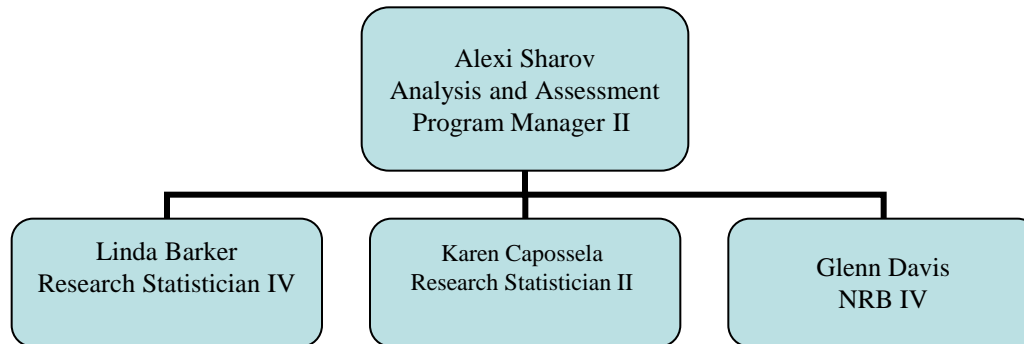 Alexi Sharov
Analysis and Assessment
Program Manager II
Linda Barker
Research Statistician IV
Karen Capossela
Research Statistician II
Glenn Davis
NRB IV